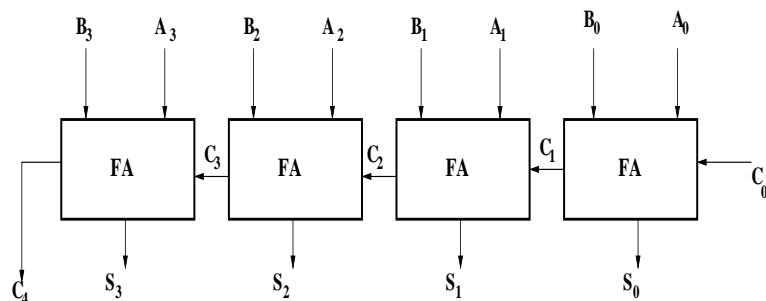 B3 A3 B2 A2 B1 A1 B0 A0
FA C3 FA C2 FA C1 FA C0
C4 S3 S2 S1 S0